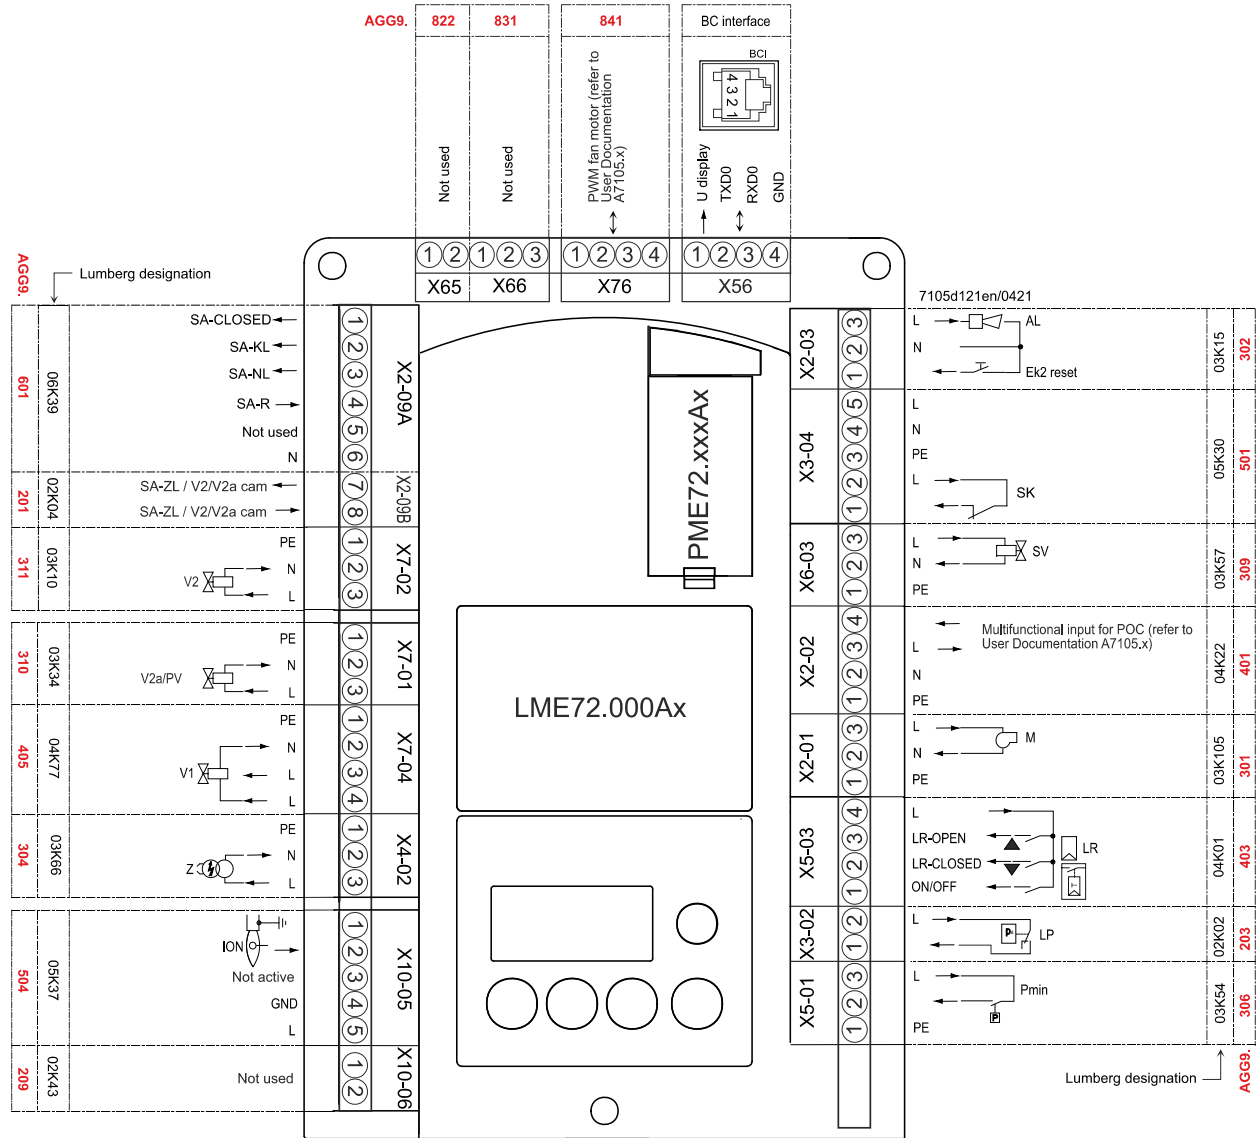 AGG9. 822 831 841 BC interface
BCI
4 3 2 1
Not used
Not used
PWM fan motor (refer to
User Documentation
A7105.x)
U display
TXD0
RXD0
GND
1 2 1 2 3 1 2 3 4 1 2 3 4
X65 X66 X76 X56
AGG9.
Lumberg designation
7105d121en/0421
601
06K39
SA-CLOSED 1
SA-KL 2
SA-NL 3
SA-R 4
Not used 5
N 6
X2-09A
201
02K04
SA-ZL / V2/V2a cam 7
SA-ZL / V2/V2a cam 8
X2-09B
311
03K10
V2
PE 1
N 2
L 3
X7-02
310
03K34
V2a/PV
PE 1
N 2
L 3
X7-01
405
04K77
V1
PE 1
N 2
L 3
L 4
X7-04
304
03K66
Z
PE 1
N 2
L 3
X4-02
504
05K37
ION
1
2
Not active 3
GND 4
L 5
X10-05
209
02K43
Not used
1
2
X10-06
PME72.xxxAx
LME72.000Ax
X2-03
3 L AL
2 N
1 Ek2 reset
03K15
302
X3-04
5 L
4 N
3 PE
2 L
1
SK
05K30
501
X6-03
3 L
2 N
1 PE
SV
03K57
309
X2-02
4
3 L
2 N
1 PE
Multifunctional input for POC (refer to
User Documentation A7105.x)
04K22
401
X2-01
3 L
2 N
1 PE
M
03K105
301
X5-03
4 L
3 LR-OPEN
2 LR-CLOSED
1 ON/OFF
LR
T
04K01
403
X3-02
2 L
1
P
LP
02K02
203
X5-01
3 L
2
1 PE
Pmin
P
03K54
306
Lumberg designation
AGG9.